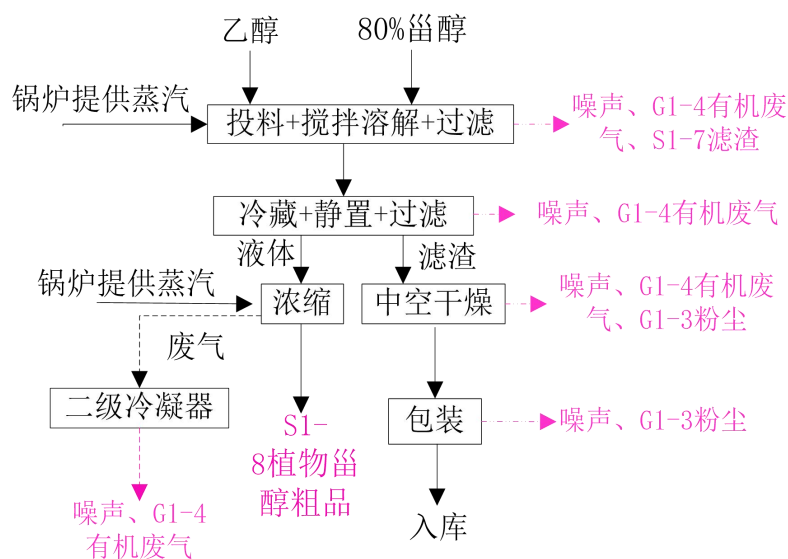 乙醇
80%甾醇
锅炉提供蒸汽
投料+搅拌溶解+过滤
噪声、G1-4有机废
气、S1-7滤渣
冷藏+静置+过滤
噪声、G1-4有机废气
液体
滤渣
锅炉提供蒸汽
浓缩
中空干燥
噪声、G1-4有机废
气、G1-3粉尘
废气
二级冷凝器
S1-
8植物甾
醇粗品
包装
噪声、G1-3粉尘
噪声、G1-4
有机废气
入库